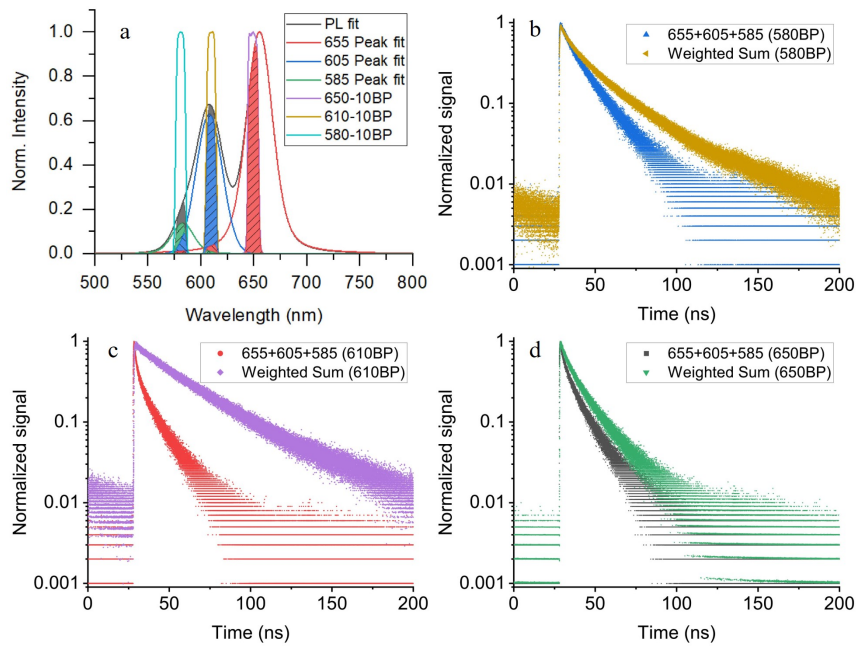 a
PL fit
655 Peak fit
605 Peak fit
585 Peak fit
650-10BP
610-10BP
580-10BP
Norm. Intensity
1.0
0.8
0.6
0.4
0.2
0.0
500 550 600 650 700 750 800
Wavelength (nm)
b
655+605+585 (580BP)
Weighted Sum (580BP)
Normalized signal
1
0.1
0.01
0.001
0 50 100 150 200
Time (ns)
c
655+605+585 (610BP)
Weighted Sum (610BP)
Normalized signal
1
0.1
0.01
0.001
0 50 100 150 200
Time (ns)
d
655+605+585 (650BP)
Weighted Sum (650BP)
Normalized signal
1
0.1
0.01
0.001
0 50 100 150 200
Time (ns)